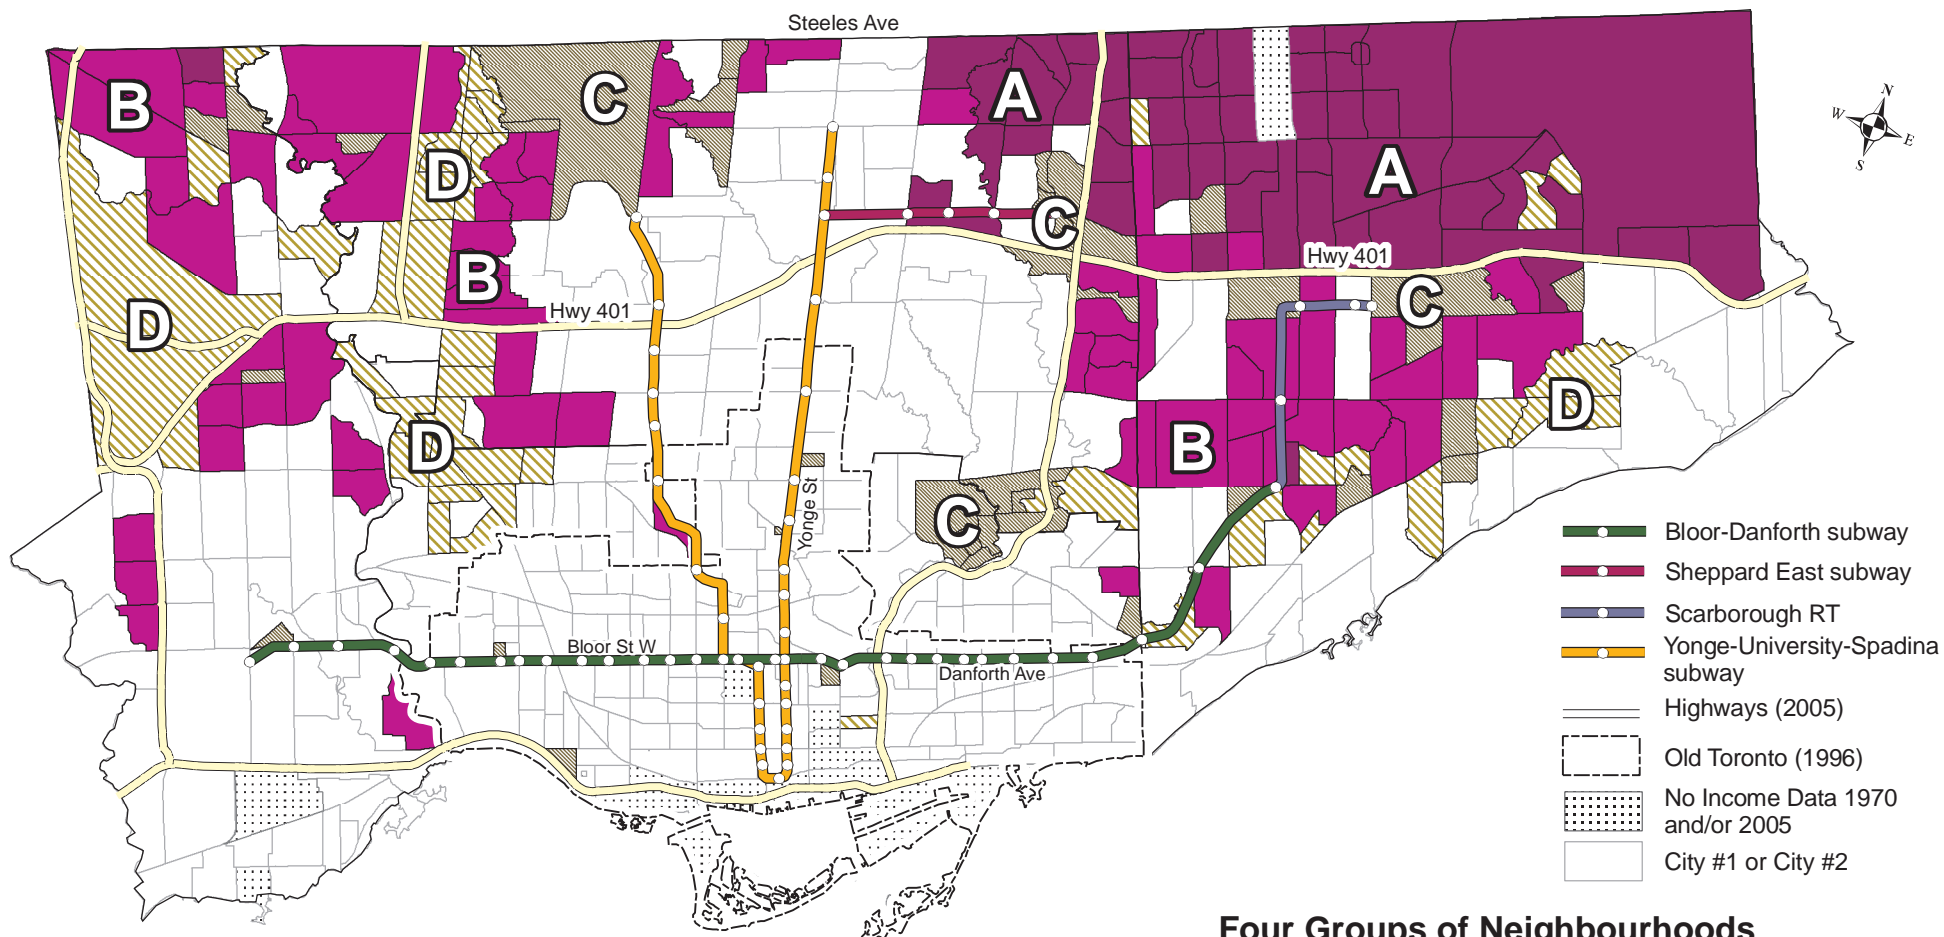 Steeles Ave
B
C
A
N
W
E
S
D
A
C
B
Hwy 401
Hwy 401
C
D
D
D
B
Yonge St
C
Bloor-Danforth subway
Sheppard East subway
Scarborough RT
Bloor St W
Yonge-University-Spadina
subway
Danforth Ave
Highways (2005)
Old Toronto (1996)
No Income Data 1970
and/or 2005
City #1 or City #2
Four Groups of Neighbourhoods